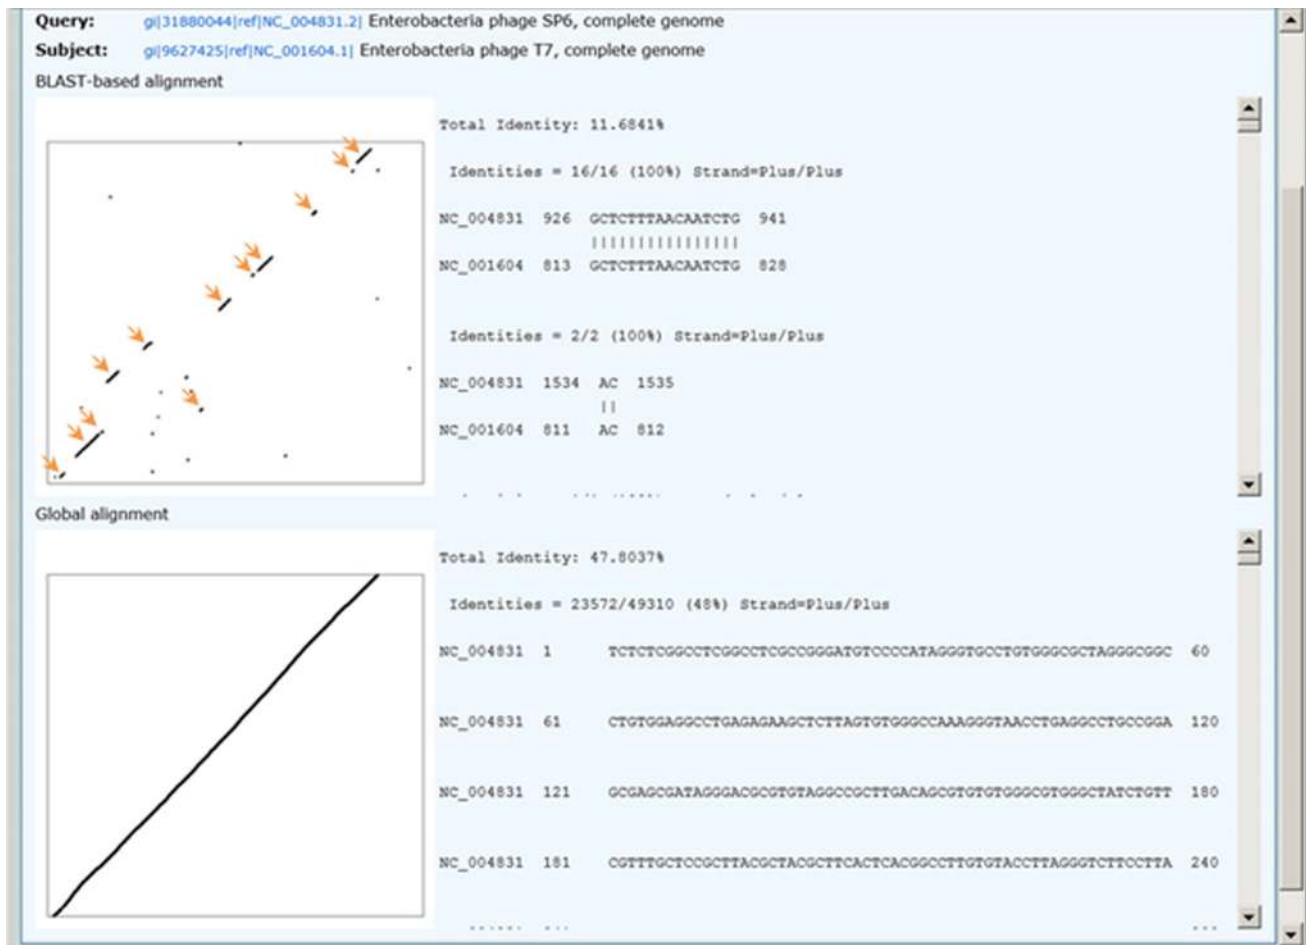 Query: gi|31880044|ref|NC_004831.2| Enterobacteria phage SP6, complete genome
Subject: gi|9627425|ref|NC_001604.1| Enterobacteria phage T7, complete genome
BLAST-based alignment
Total Identity: 11.6841%
Identities = 16/16 (100%) Strand=Plus/Plus
NC_004831 926 GCTCTTTAACAATCTG 941
||||||||||||||||
NC_001604 813 GCTCTTTAACAATCTG 828
Identities = 2/2 (100%) Strand=Plus/Plus
NC_004831 1534 AC 1535
||
NC_001604 811 AC 812
Global alignment
Total Identity: 47.8037%
Identities = 23572/49310 (48%) Strand=Plus/Plus
NC_004831 1 TCTCTCGGCCTCGGCCTCGCCGGGATGTCCCCATAGGGTGCCTGTGGGCGCTAGGGCGGC 60
NC_004831 61 CTGTGGAGGCCTGAGAGAAGCTCTTAGTGTGGGCCAAAGGGTAACCTGAGGCCTGCCGGA 120
NC_004831 121 GCGAGCGATAGGGACGCGTGTAGGCCGCTTGACAGCGTGTGTGGGCGTGGGCTATCTGTT 180
NC_004831 181 CGTTTGCTCCGCTTACGCTACGCTTCACTCACGGCCTTGTGTACCTTAGGGTCTTCCTTA 240